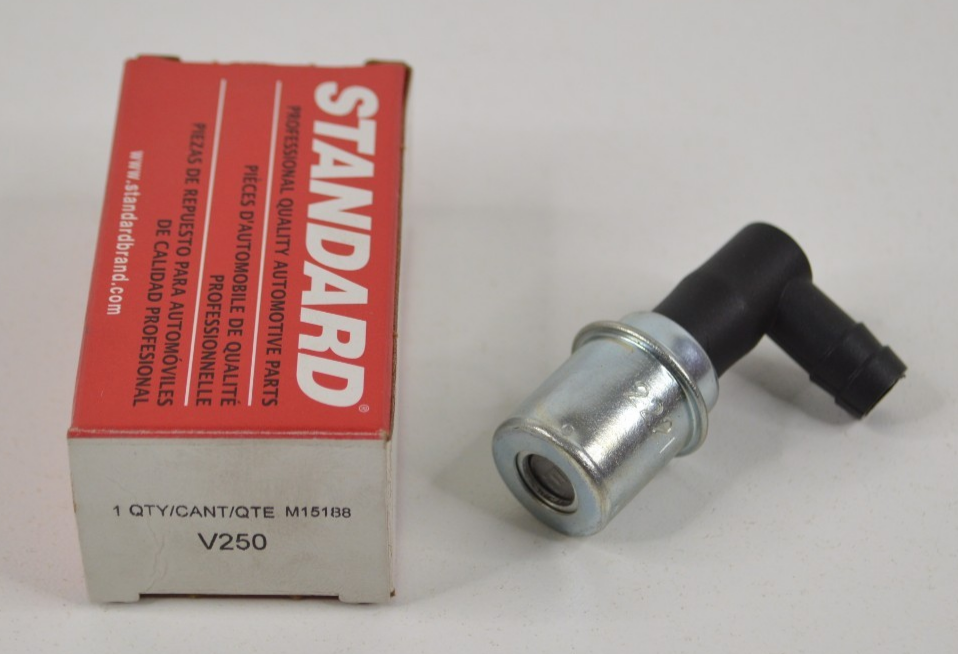 STANDARD®
PROFESSIONAL QUALITY AUTOMOTIVE PARTS
PIÈCES D'AUTOMOBILE DE QUALITÉ
PROFESSIONNELLE
PIEZAS DE REPUESTO PARA AUTOMÓVILES
DE CALIDAD PROFESIONAL
www.standardbrand.com
1 QTY/CANT/QTE M15188
V250